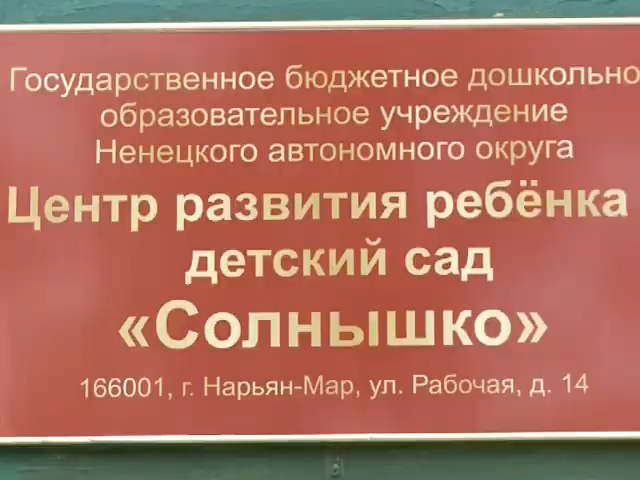 Государственное бюджетное дошкольно
образовательное учреждение
Ненецкого автономного округа
Центр развития ребёнка
детский сад
«Солнышко»
166001, г. Нарьян-Мар, ул. Рабочая, д. 14